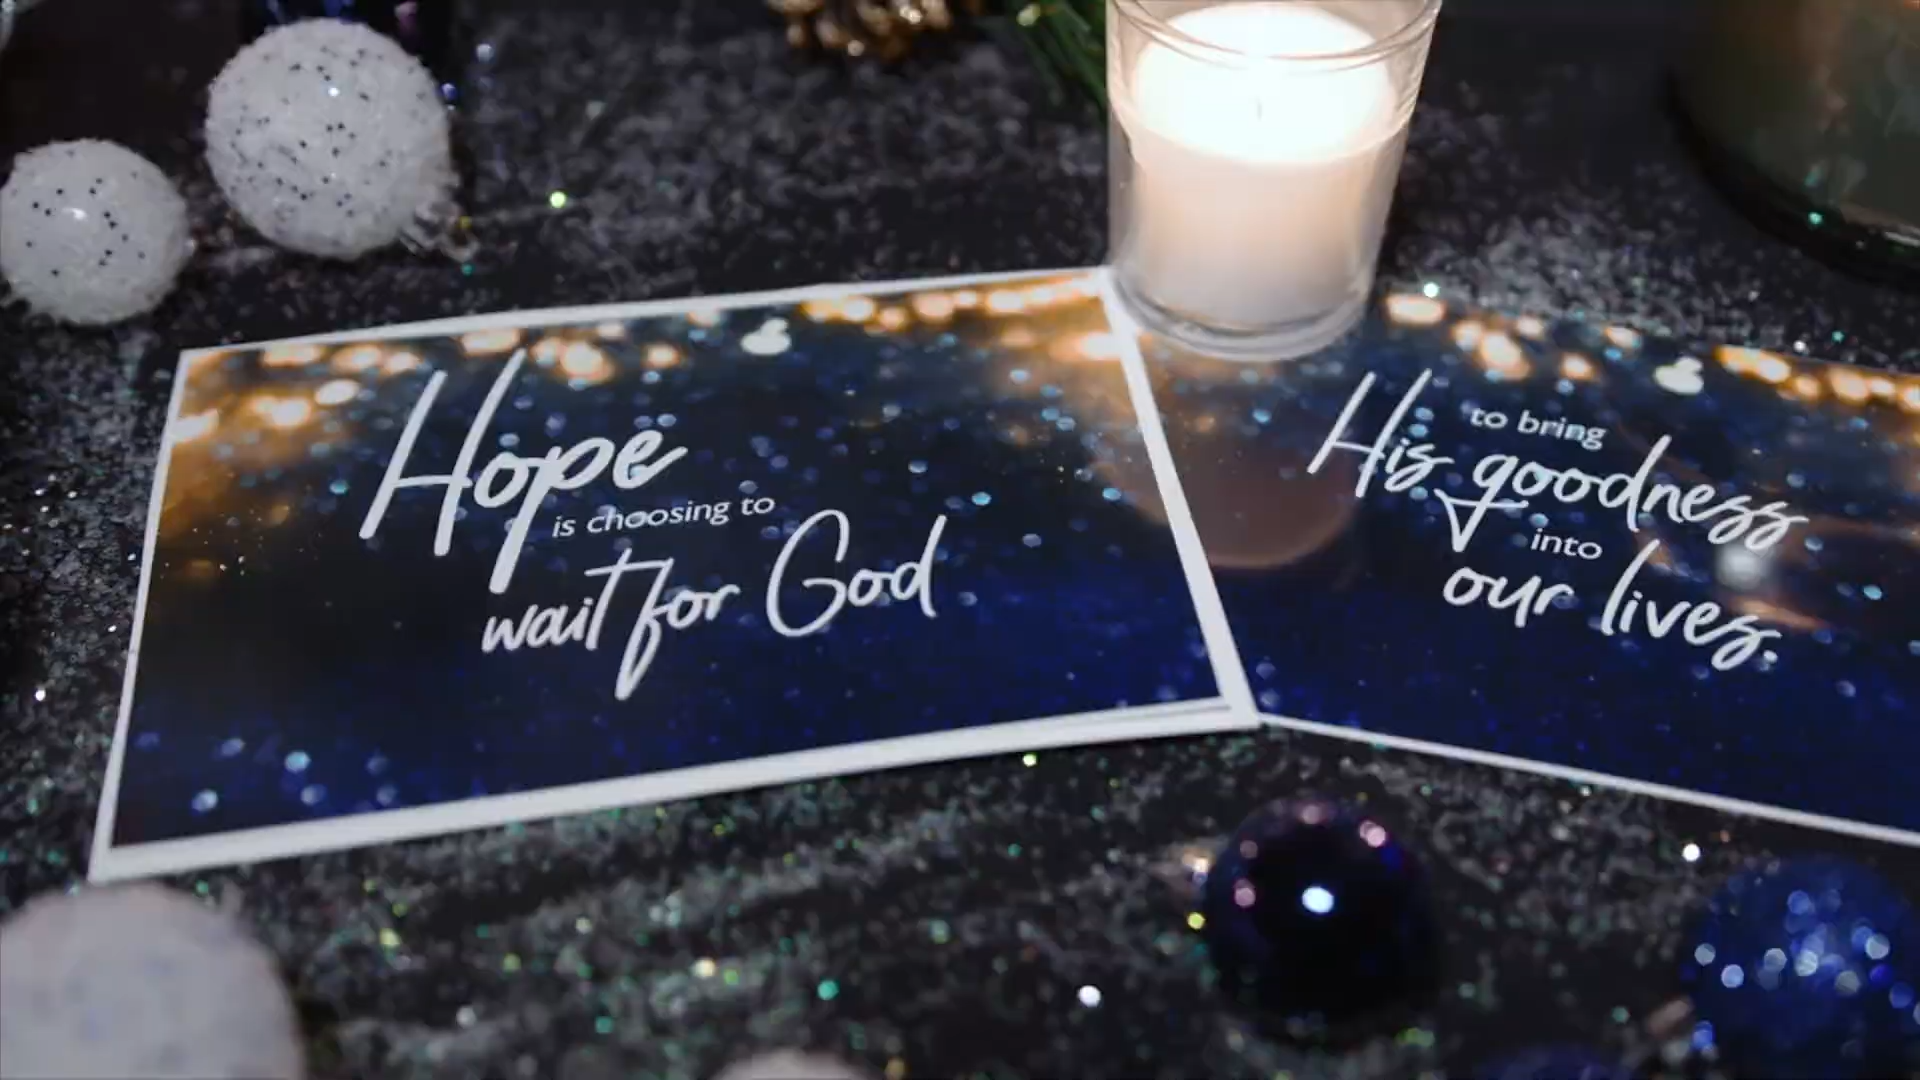 Hope
is choosing to
wait for God
to bring
His goodness
into
our lives.